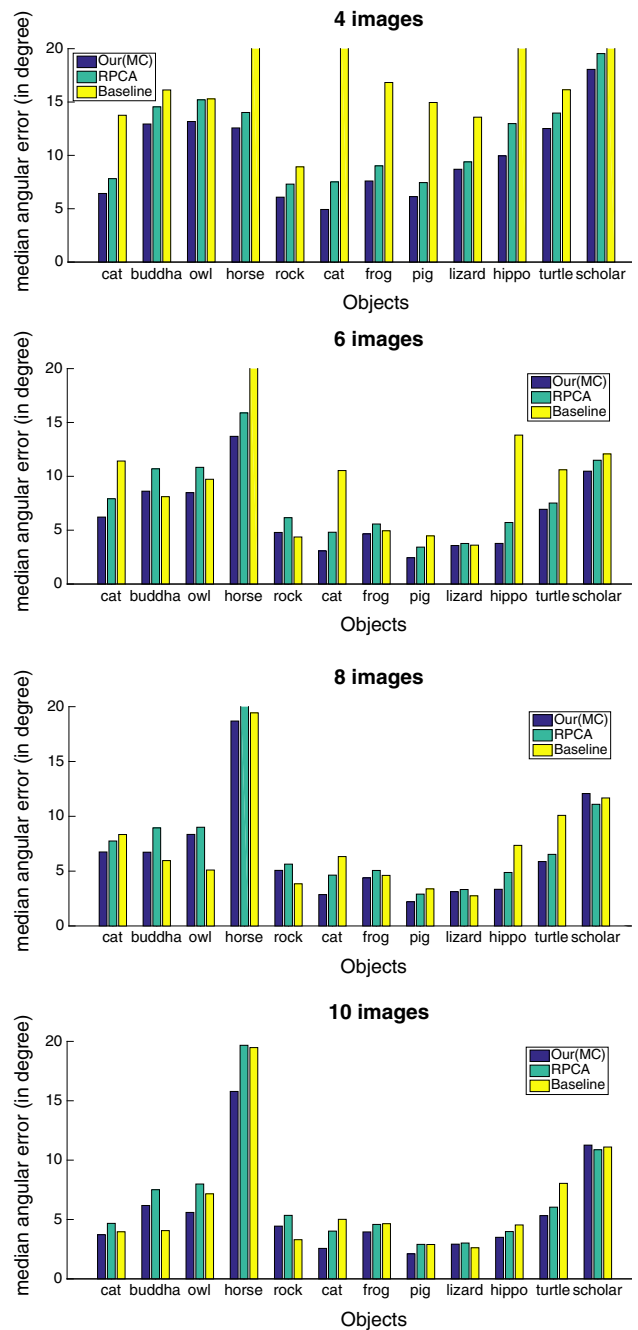 4 images
median angular error (in degree)
20
15
10
5
0
Our(MC)
RPCA
Baseline
cat buddha owl horse rock cat frog pig lizard hippo turtle scholar
Objects
6 images
median angular error (in degree)
20
15
10
5
0
Our(MC)
RPCA
Baseline
cat buddha owl horse rock cat frog pig lizard hippo turtle scholar
Objects
8 images
median angular error (in degree)
20
15
10
5
0
Our(MC)
RPCA
Baseline
cat buddha owl horse rock cat frog pig lizard hippo turtle scholar
Objects
10 images
median angular error (in degree)
20
15
10
5
0
Our(MC)
RPCA
Baseline
cat buddha owl horse rock cat frog pig lizard hippo turtle scholar
Objects